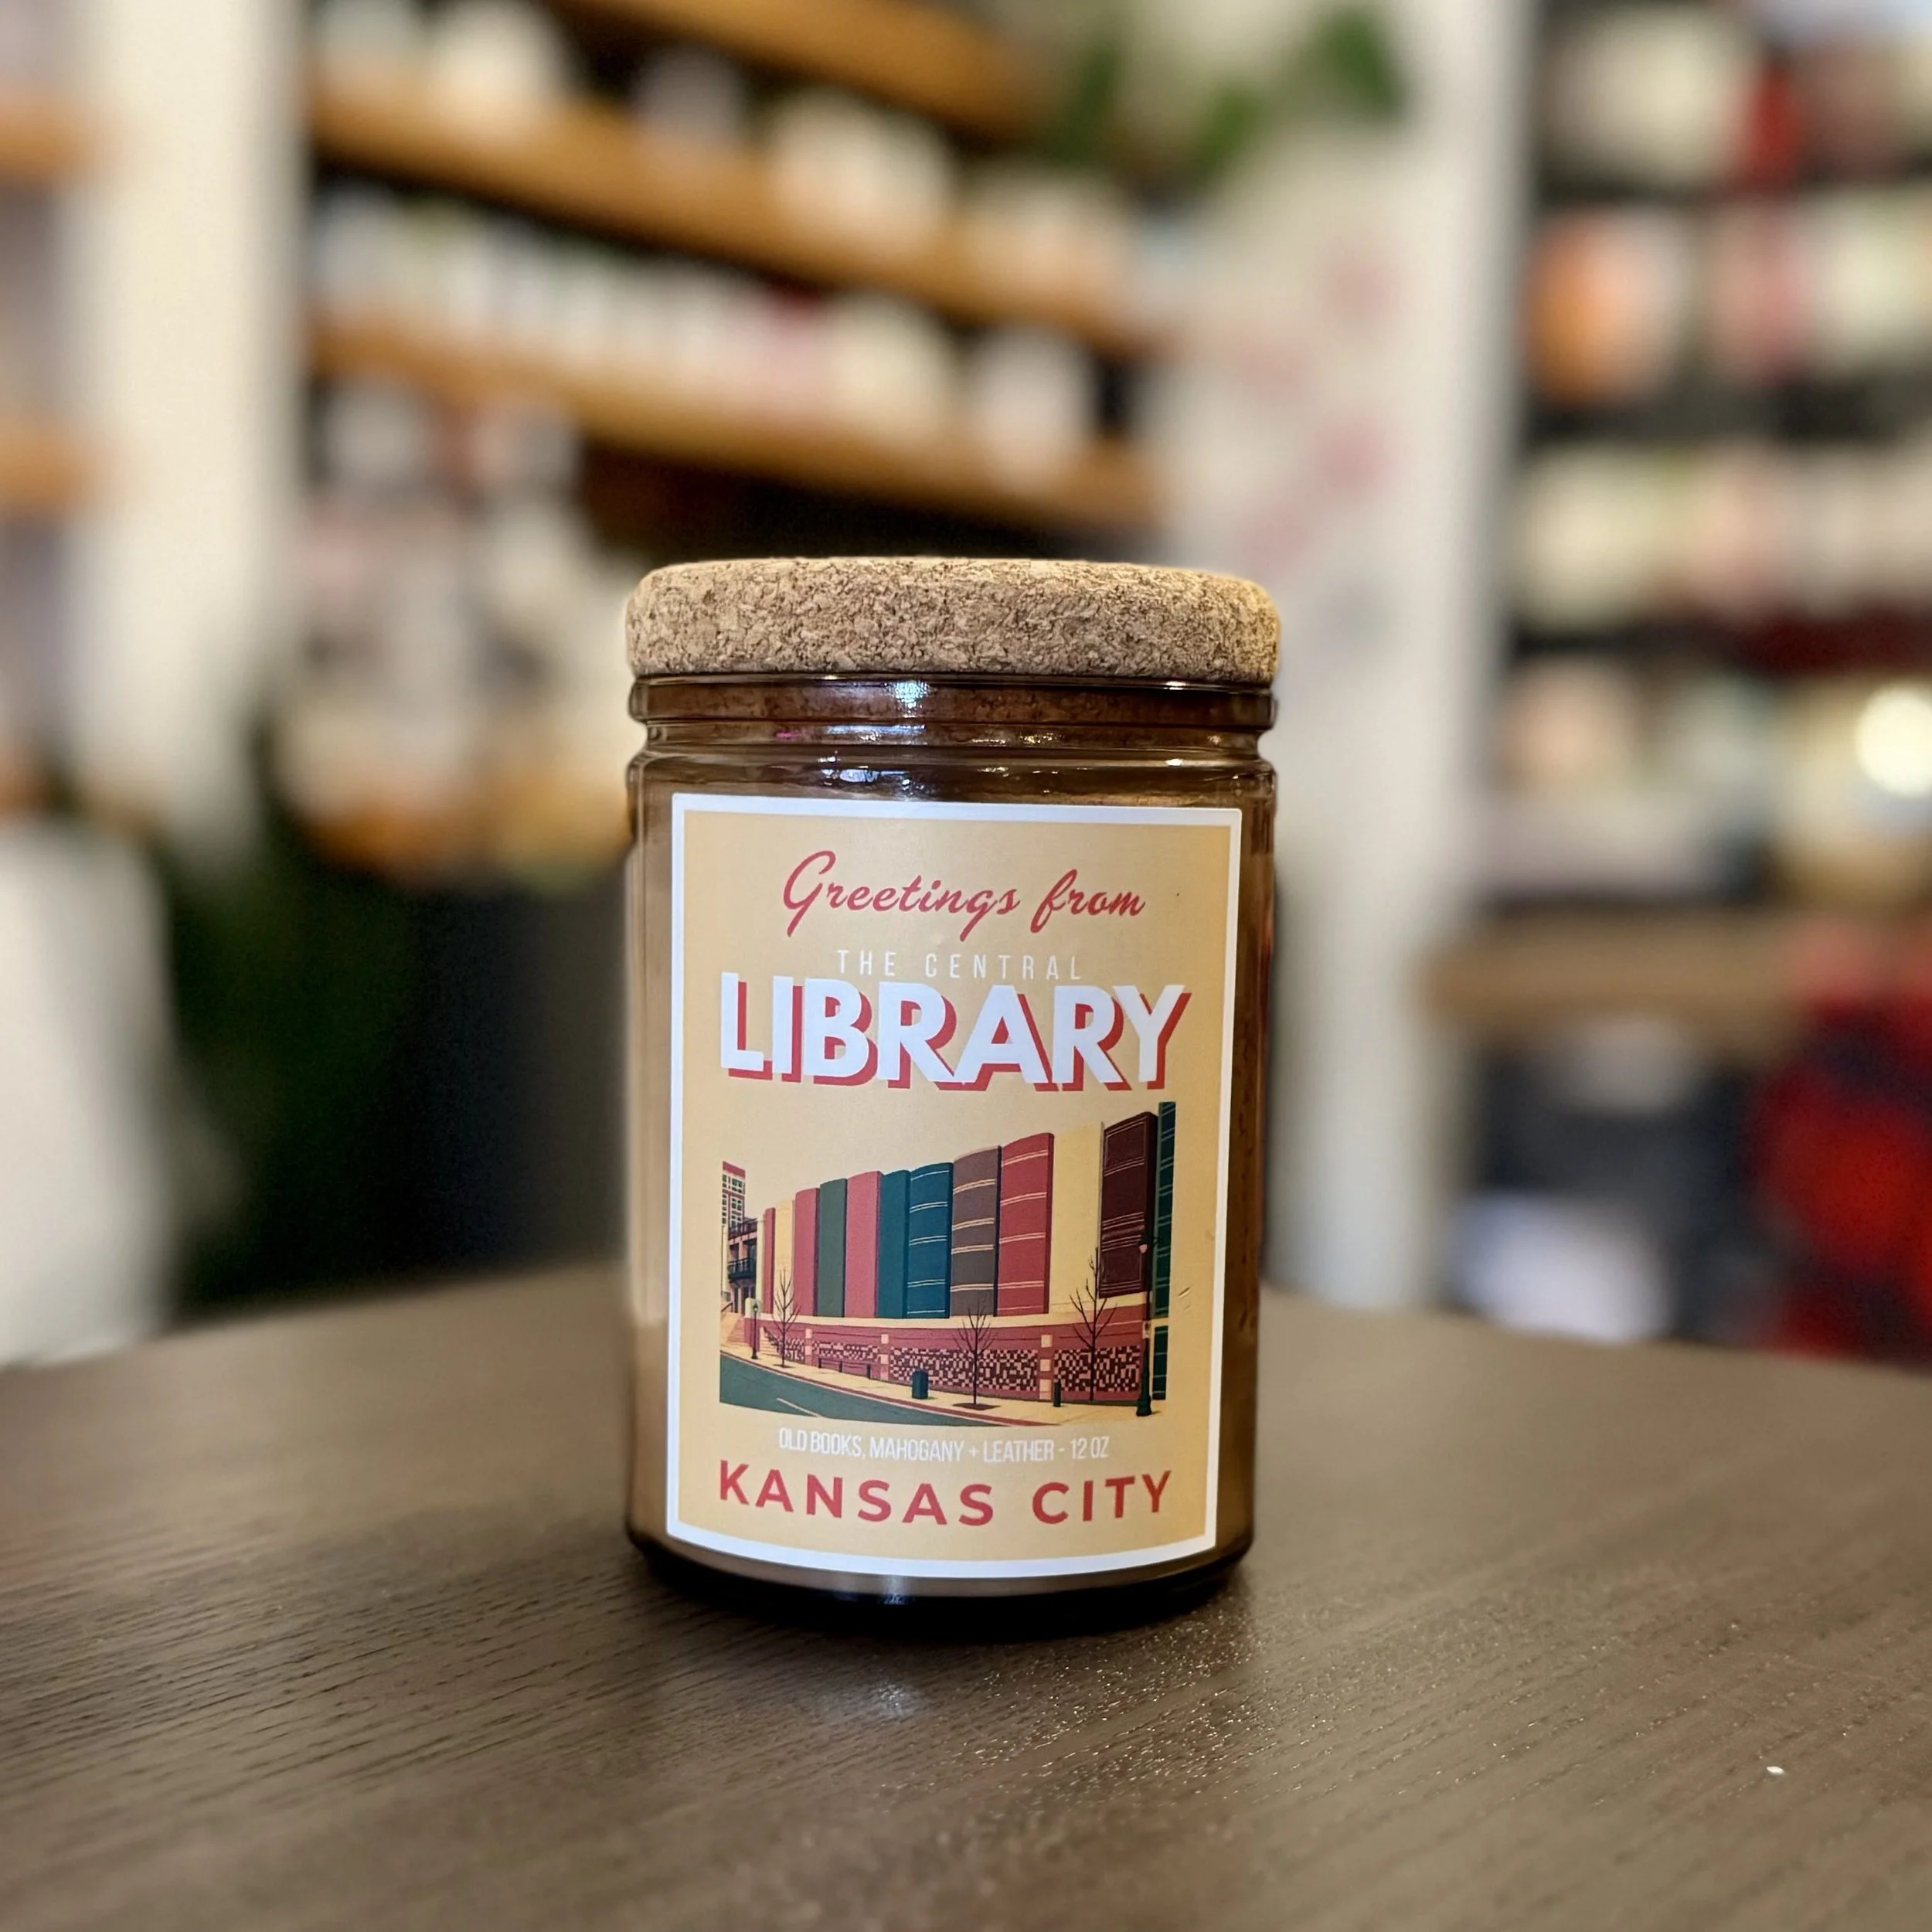 Greetings from
THE CENTRAL
LIBRARY
OLD BOOKS, MAHOGANY + LEATHER - 12 OZ
KANSAS CITY